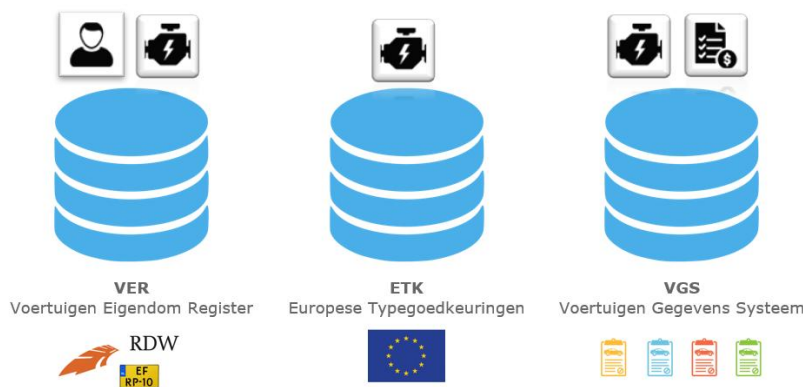 VER
Voertuigen Eigendom Register
ETK
Europese Typegoedkeuringen
VGS
Voertuigen Gegevens Systeem
RDW
EF
RP-10